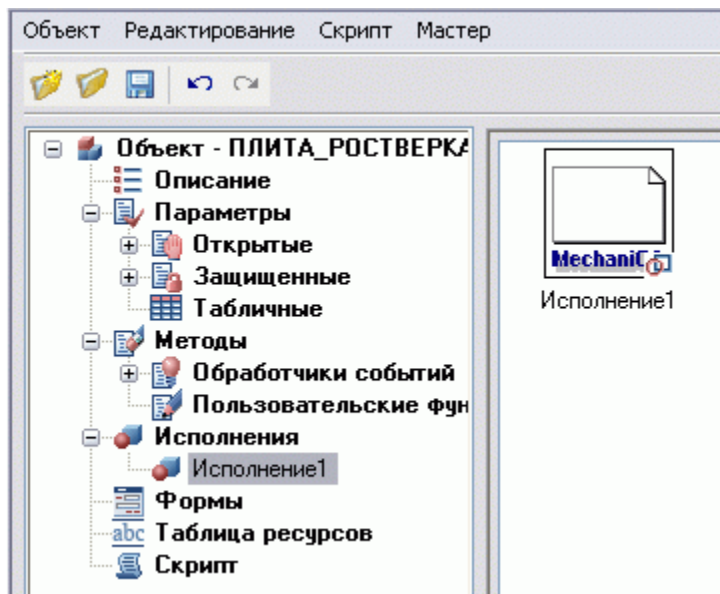 Объект Редактирование Скрипт Мастер
Объект - ПЛИТА_РОСТВЕРКА
Описание
Параметры
Открытые
Защищенные
Табличные
Методы
Обработчики событий
Пользовательские фун
Исполнения
Исполнение1
Формы
abc Таблица ресурсов
Скрипт
MechaniC
Исполнение1